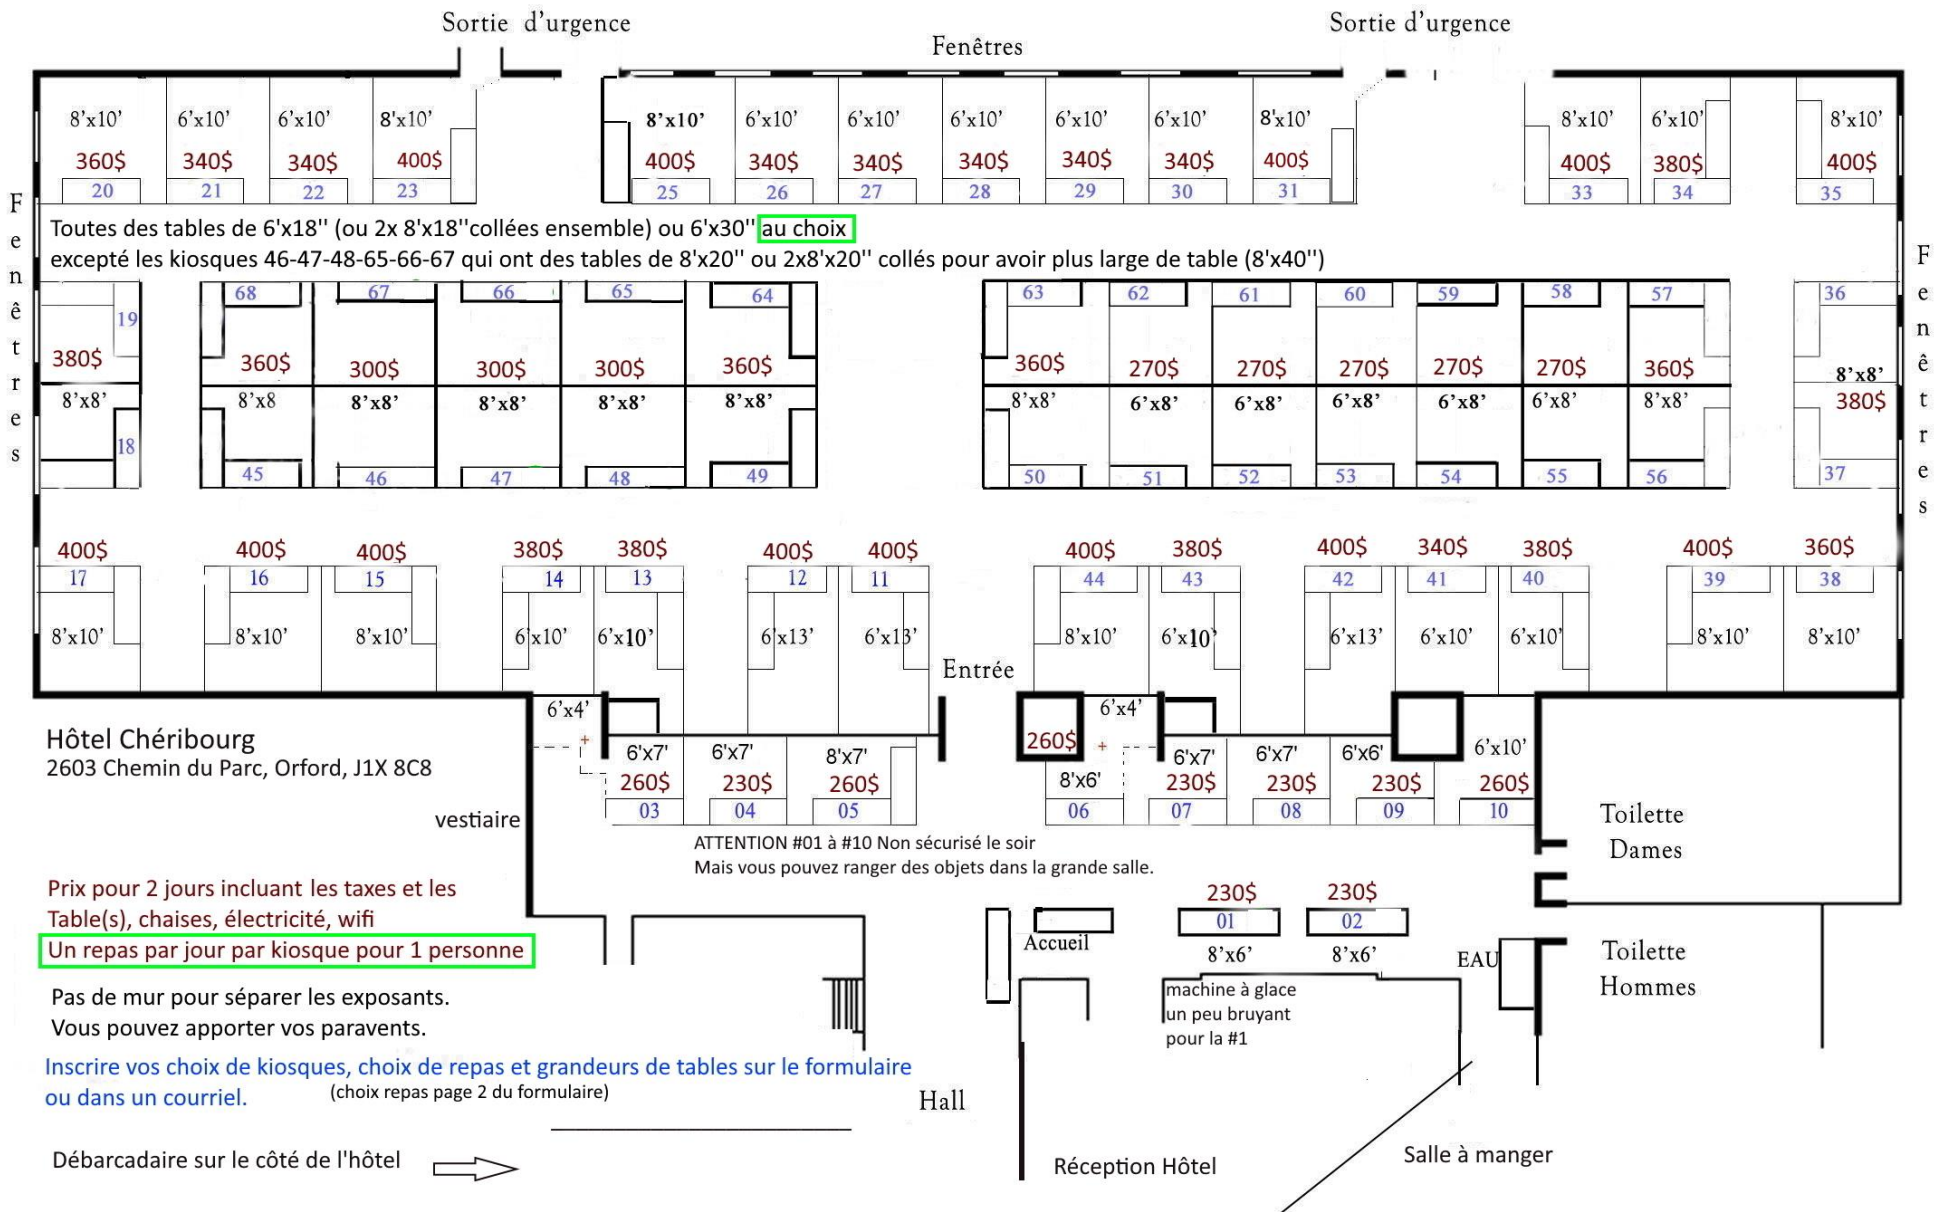 Sortie d'urgence
Sortie d'urgence
Fenêtres
8'x10' 6'x10' 6'x10' 8'x10' 8'x10' 6'x10' 6'x10' 6'x10' 6'x10' 6'x10' 8'x10' 8'x10' 6'x10' 8'x10'
360$ 340$ 340$ 400$ 400$ 340$ 340$ 340$ 340$ 340$ 400$ 400$ 380$ 400$
20 21 22 23 25 26 27 28 29 30 31 33 34 35
Fenêtres
Toutes des tables de 6'x18'' (ou 2x 8'x18''collées ensemble) ou 6'x30'' au choix
excepté les kiosques 46-47-48-65-66-67 qui ont des tables de 8'x20'' ou 2x8'x20'' collés pour avoir plus large de table (8'x40'')
Fenêtres
19 68 67 66 65 64 63 62 61 60 59 58 57 36
380$ 360$ 300$ 300$ 300$ 360$ 360$ 270$ 270$ 270$ 270$ 270$ 360$
8'x8'
380$
8'x8' 8'x8 8'x8' 8'x8' 8'x8' 8'x8' 8'x8' 6'x8' 6'x8' 6'x8' 6'x8' 6'x8' 8'x8'
18 45 46 47 48 49 50 51 52 53 54 55 56 37
400$ 400$ 400$ 380$ 380$ 400$ 400$ 400$ 380$ 400$ 340$ 380$ 400$ 360$
17 16 15 14 13 12 11 44 43 42 41 40 39 38
8'x10' 8'x10' 8'x10' 6'x10' 6'x10' 6'x13' 6'x13' 8'x10' 6'x10' 6'x13' 6'x10' 6'x10' 8'x10' 8'x10'
Entrée
6'x4' 6'x4'
Hôtel Chéribourg
2603 Chemin du Parc, Orford, J1X 8C8
6'x7' 6'x7' 8'x7' 8'x6' 6'x7' 6'x7' 6'x6' 6'x10'
260$ 230$ 260$ 260$ 230$ 230$ 230$ 260$
03 04 05 06 07 08 09 10
vestiaire
ATTENTION #01 à #10 Non sécurisé le soir
Mais vous pouvez ranger des objets dans la grande salle.
Toilette
Dames
Prix pour 2 jours incluant les taxes et les
Table(s), chaises, électricité, wifi
Un repas par jour par kiosque pour 1 personne
230$ 230$
01 02
8'x6' 8'x6'
Accueil
EAU
Toilette
Hommes
machine à glace
un peu bruyant
pour la #1
Pas de mur pour séparer les exposants.
Vous pouvez apporter vos paravents.
Inscrire vos choix de kiosques, choix de repas et grandeurs de tables sur le formulaire
ou dans un courriel.
(choix repas page 2 du formulaire)
Hall
Débarcadaire sur le côté de l'hôtel
Réception Hôtel
Salle à manger